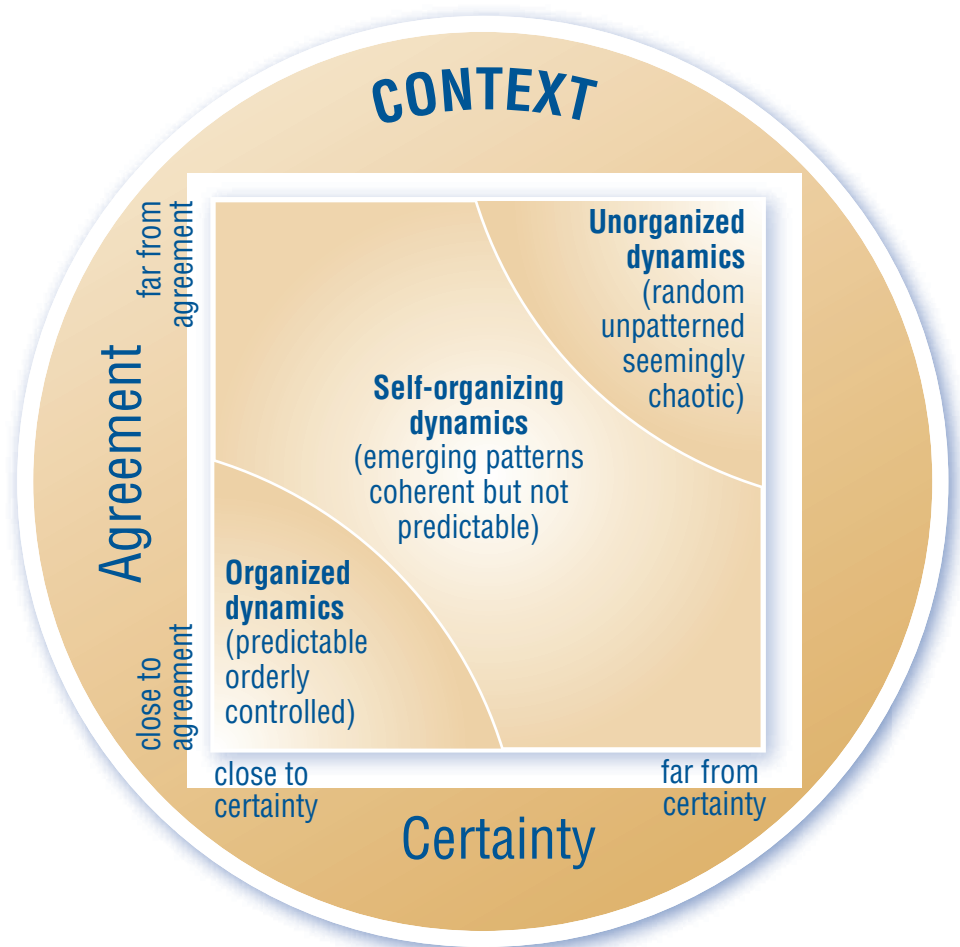 CONTEXT
far from
agreement
Agreement
close to
agreement
Unorganized
dynamics
(random
unpatterned
seemingly
chaotic)
Self-organizing
dynamics
(emerging patterns
coherent but not
predictable)
Organized
dynamics
(predictable
orderly
controlled)
close to
certainty
far from
certainty
Certainty